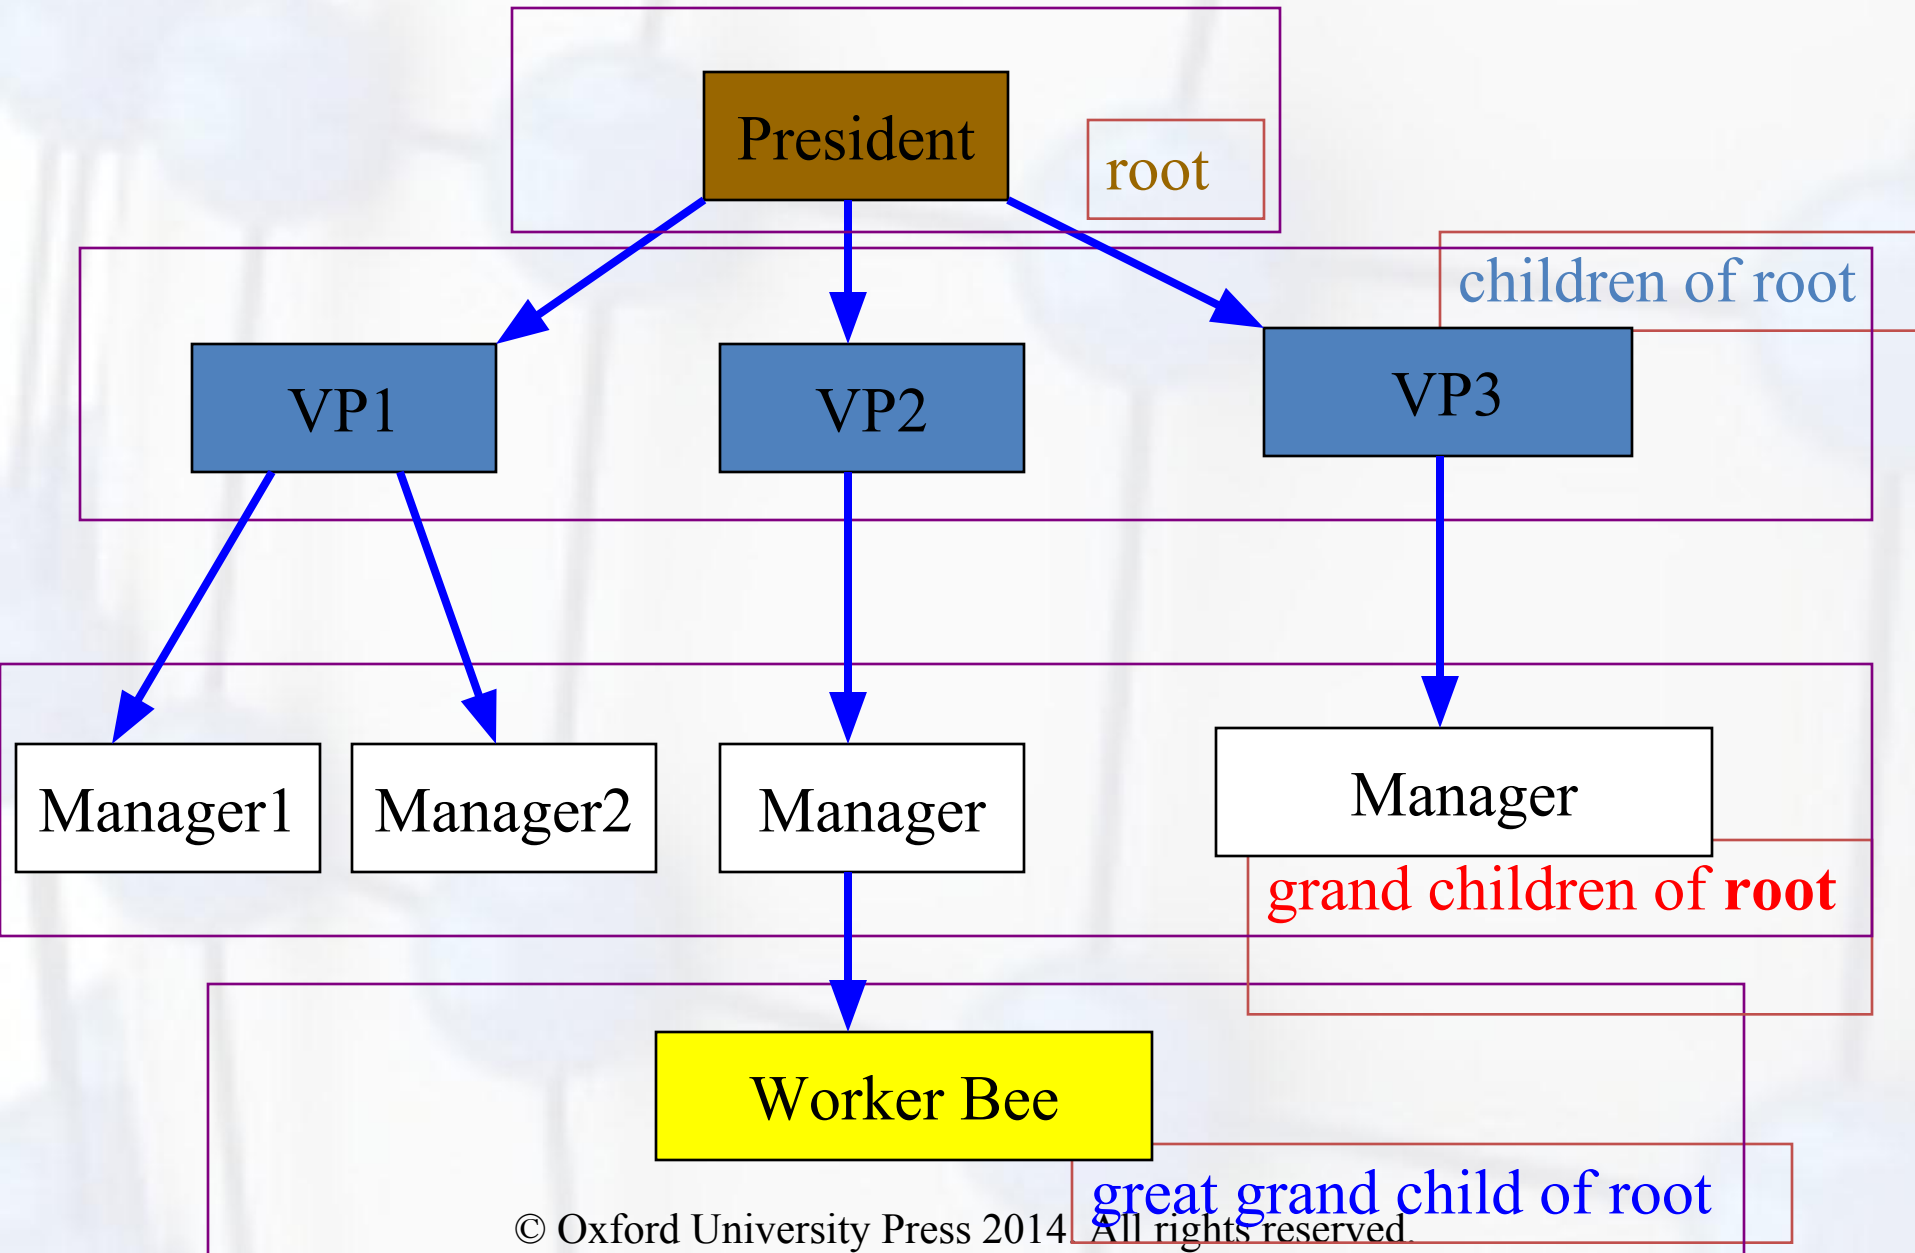 President
root
children of root
VP1
VP2
VP3
Manager1
Manager2
Manager
Manager
grand children of root
Worker Bee
great grand child of root
© Oxford University Press 2014. All rights reserved.